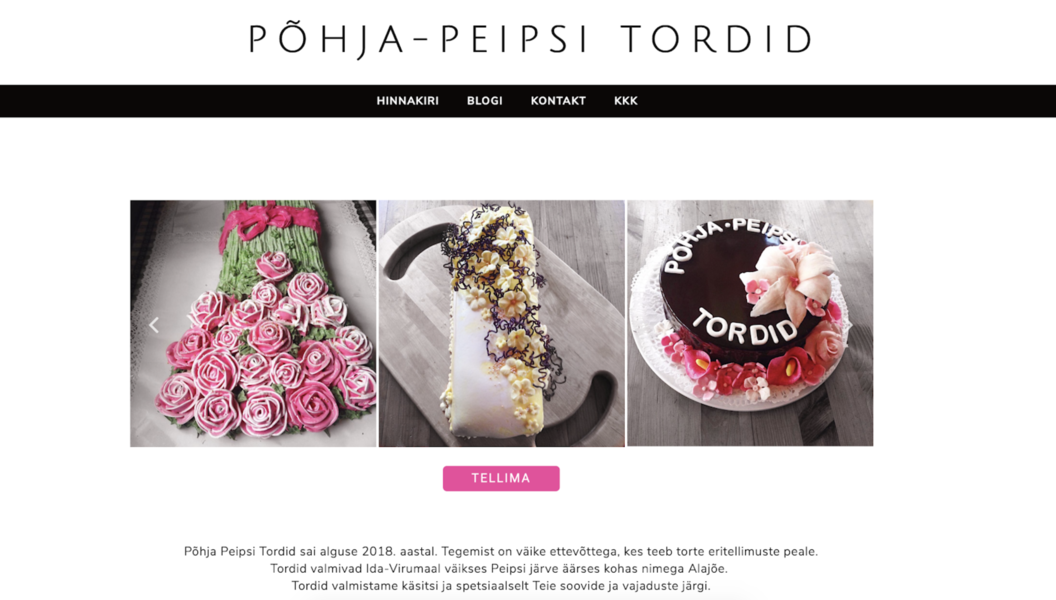 PÕHJA-PEIPSI TORDID
HINNAKIRI BLOGI KONTAKT KKK
PÕHJA-PEIPSI
TORDID
TELLIMA
Põhja Peipsi Tordid sai alguse 2018. aastal. Tegemist on väike ettevõttega, kes teeb torte eritellimuste peale.
Tordid valmivad Ida-Virumaal väikses Peipsi järve äärses kohas nimega Alajõe.
Tordid valmistame käsitsi ja spetsiaalselt Teie soovide ja vajaduste järgi.